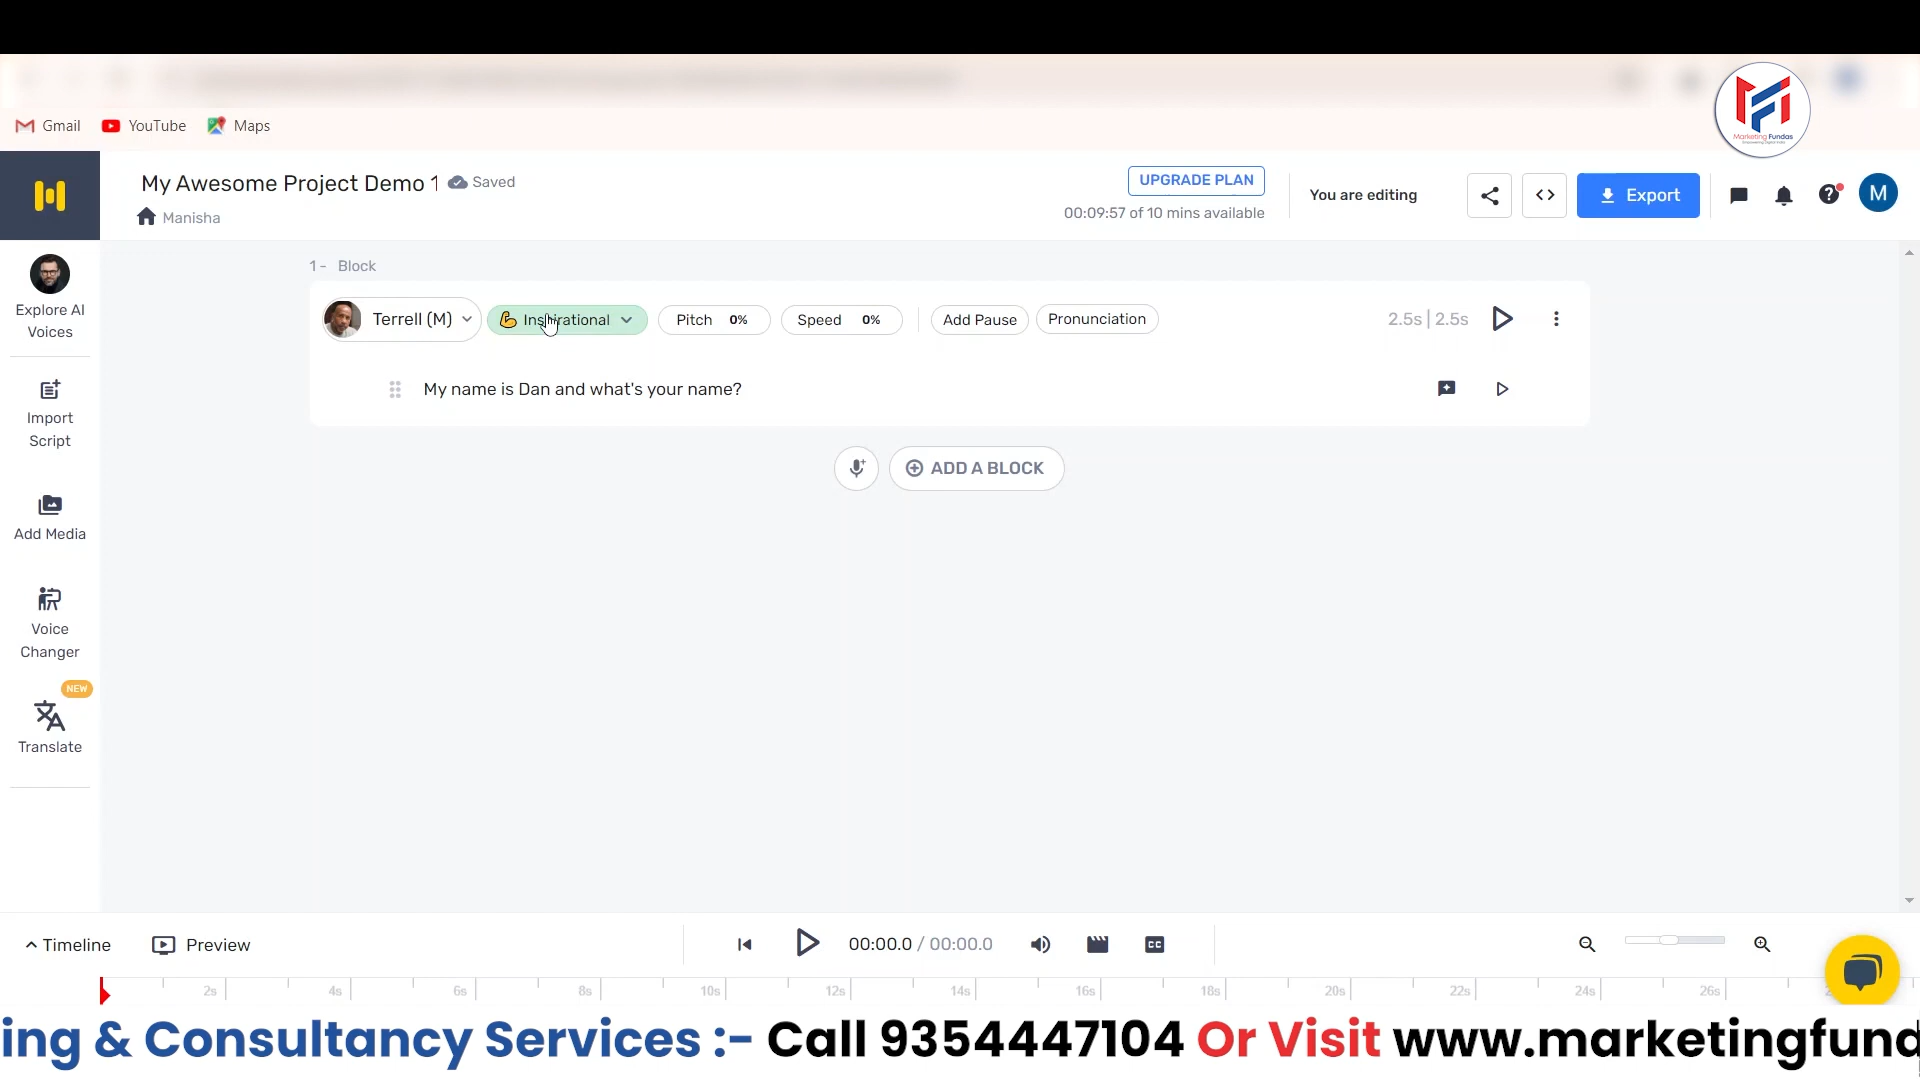 Gmail YouTube Maps
Marketing Fundas
My Awesome Project Demo 1 Saved
Manisha
UPGRADE PLAN
00:09:57 of 10 mins available
You are editing
Export
M
Explore AI
Voices
Import
Script
Add Media
Voice
Changer
NEW
Translate
1 - Block
Terrell (M) Inspirational Pitch 0% Speed 0% Add Pause Pronunciation 2.5s | 2.5s
My name is Dan and what's your name?
ADD A BLOCK
Timeline Preview 00:00.0 / 00:00.0 CC
2s 4s 6s 8s 10s 12s 14s 16s 18s 20s 22s 24s 26s
ing & Consultancy Services :- Call 9354447104 Or Visit www.marketingfund